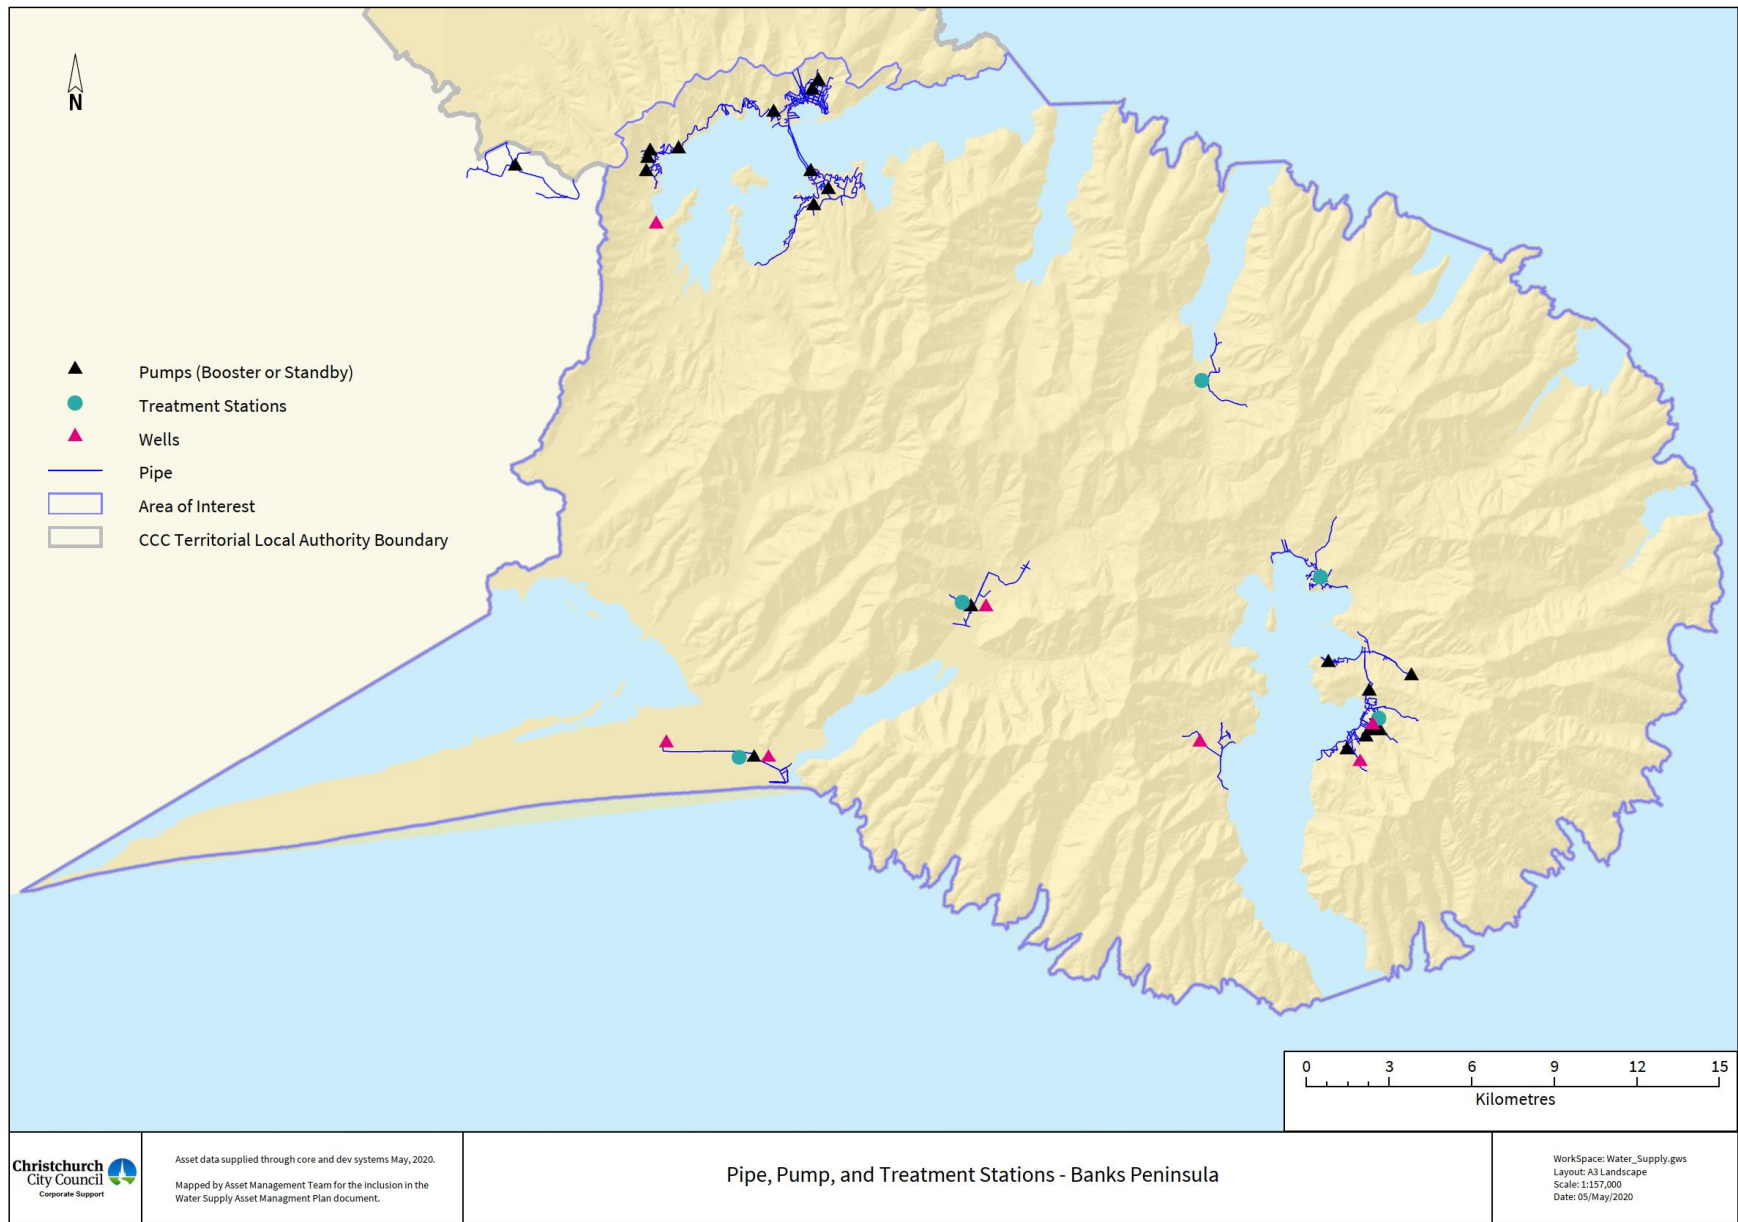 N
Pumps (Booster or Standby)
Treatment Stations
Wells
Pipe
Area of Interest
CCC Territorial Local Authority Boundary
0 3 6 9 12 15
Kilometres
Christchurch
City Council
Corporate Support
Asset data supplied through core and dev systems May, 2020.
Mapped by Asset Management Team for the inclusion in the
Water Supply Asset Managment Plan document.
Pipe, Pump, and Treatment Stations - Banks Peninsula
WorkSpace: Water_Supply.gws
Layout: A3 Landscape
Scale: 1:157,000
Date: 05/May/2020